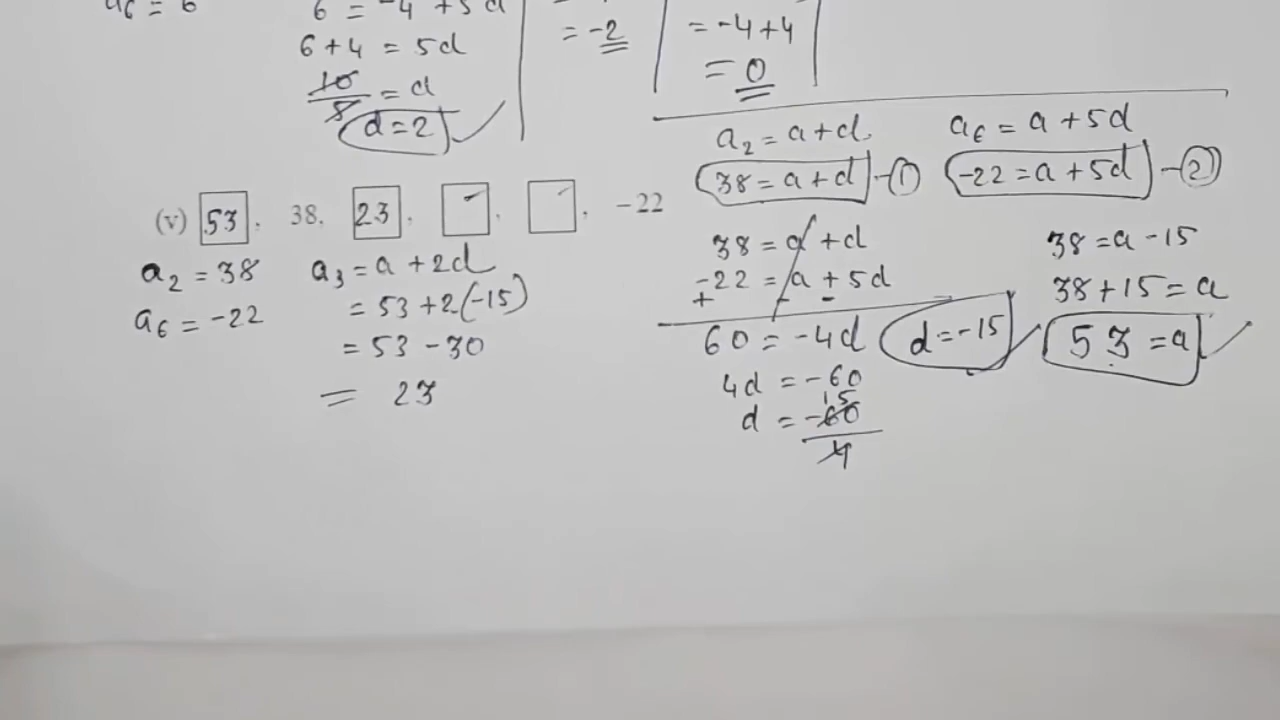 a₆ = 6
6 = -4 + 5d
6 + 4 = 5d
10/5 = d
d = 2
= -2
= -4+4
= 0
(v) 53, 38, 23, , , -22
a₂ = 38
a₆ = -22
a₃ = a + 2d
= 53 + 2(-15)
= 53 - 30
= 23
a₂ = a + d
38 = a + d - ①
a₆ = a + 5d
-22 = a + 5d - ②
38 = a + d
-22 = a + 5d
+ - -
60 = -4d
4d = -60
15
d = -60/4
d = -15
38 = a - 15
38 + 15 = a
53 = a